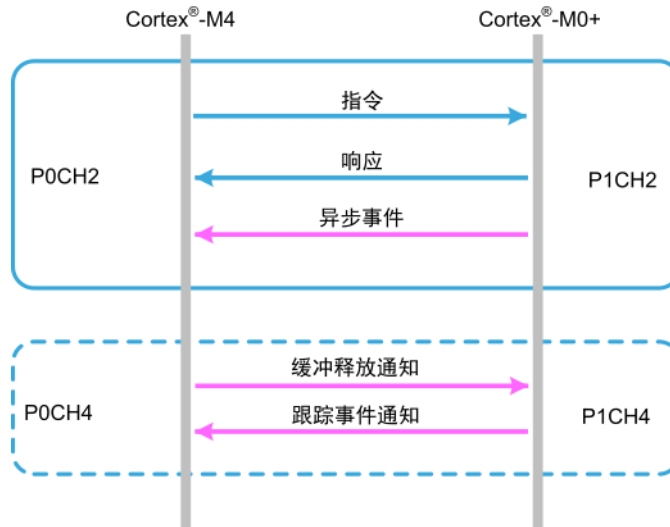 Cortex®-M4
Cortex®-M0+
指令
P0CH2
响应
P1CH2
异步事件
缓冲释放通知
P0CH4
跟踪事件通知
P1CH4